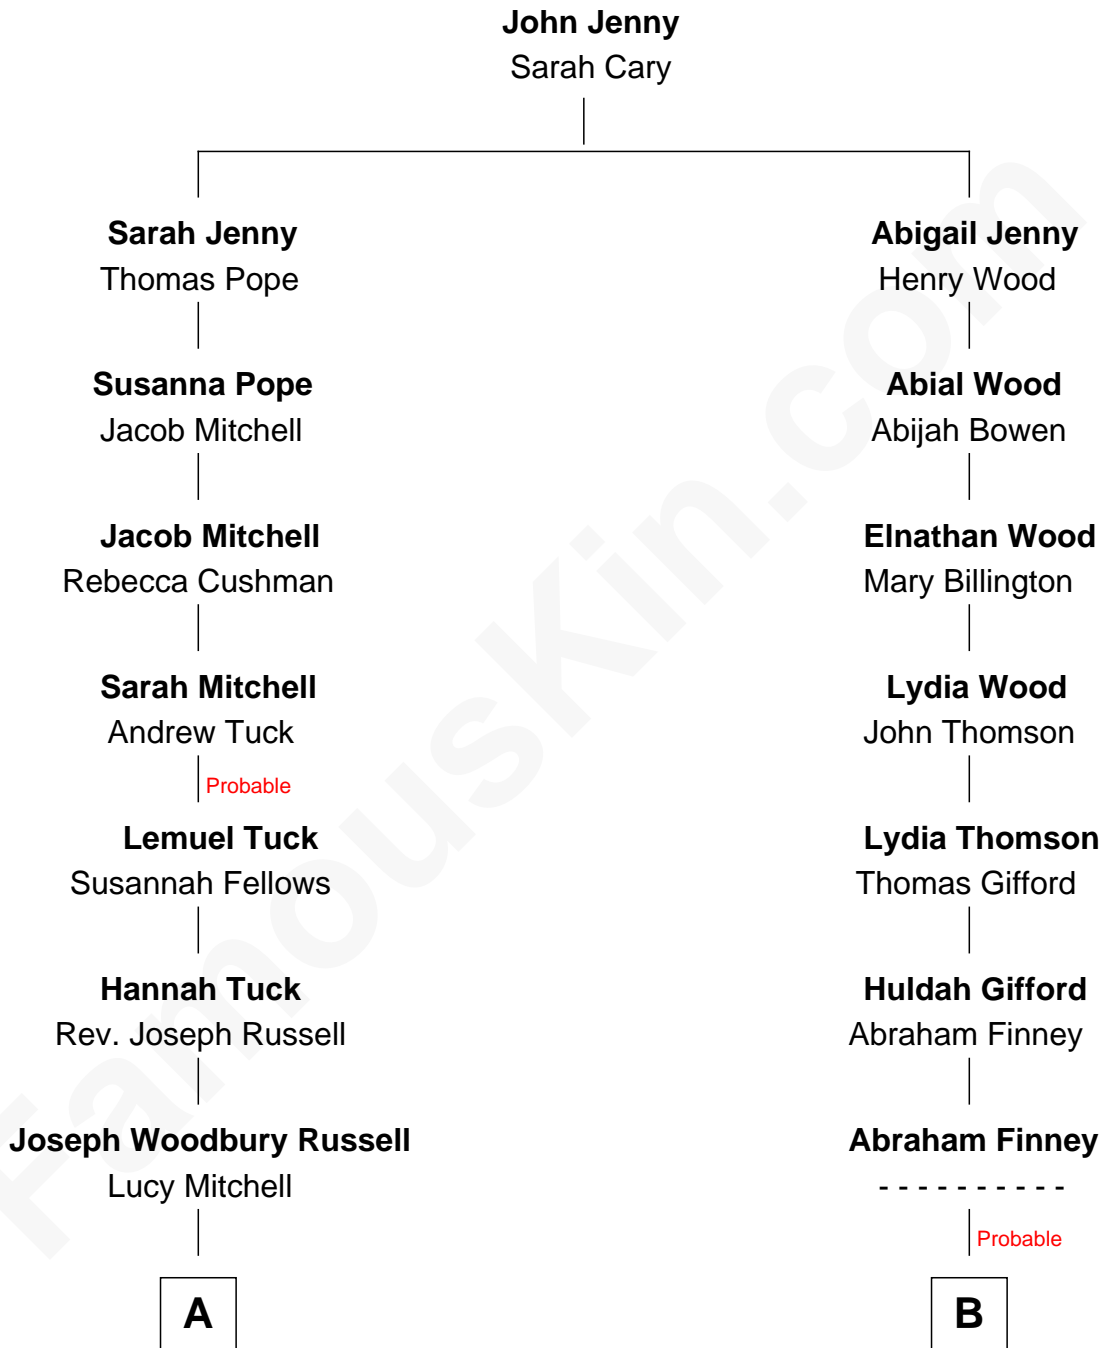 John Jenny
Sarah Cary
Sarah Jenny
Thomas Pope
Susanna Pope
Jacob Mitchell
Jacob Mitchell
Rebecca Cushman
Sarah Mitchell
Andrew Tuck
Probable
Lemuel Tuck
Susannah Fellows
Hannah Tuck
Rev. Joseph Russell
Joseph Woodbury Russell
Lucy Mitchell
A
Abigail Jenny
Henry Wood
Abial Wood
Abijah Bowen
Elnathan Wood
Mary Billington
Lydia Wood
John Thomson
Lydia Thomson
Thomas Gifford
Huldah Gifford
Abraham Finney
Abraham Finney
- - - - - - - - - -
Probable
B
FamousKin.com